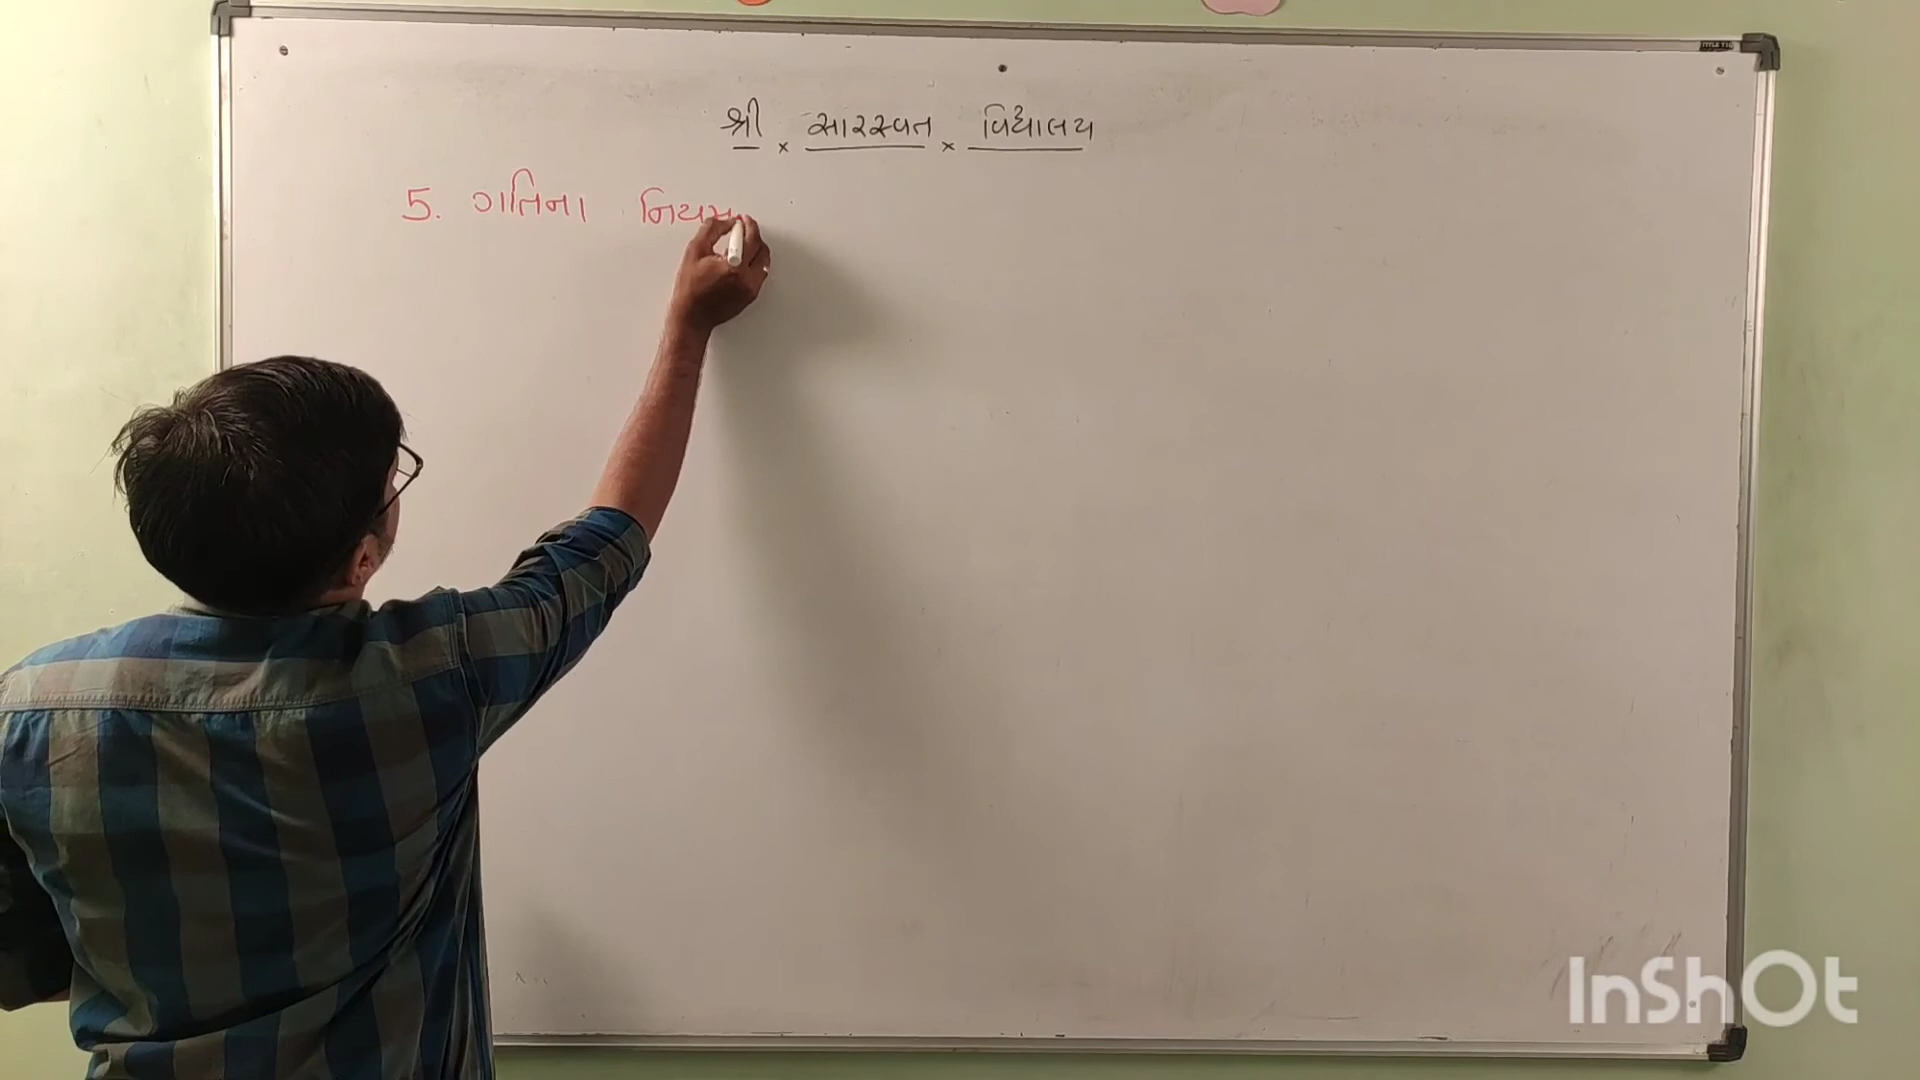 શ્રી × સારસ્વત × વિદ્યાલય
5. ગતિના નિયમ
InShOt